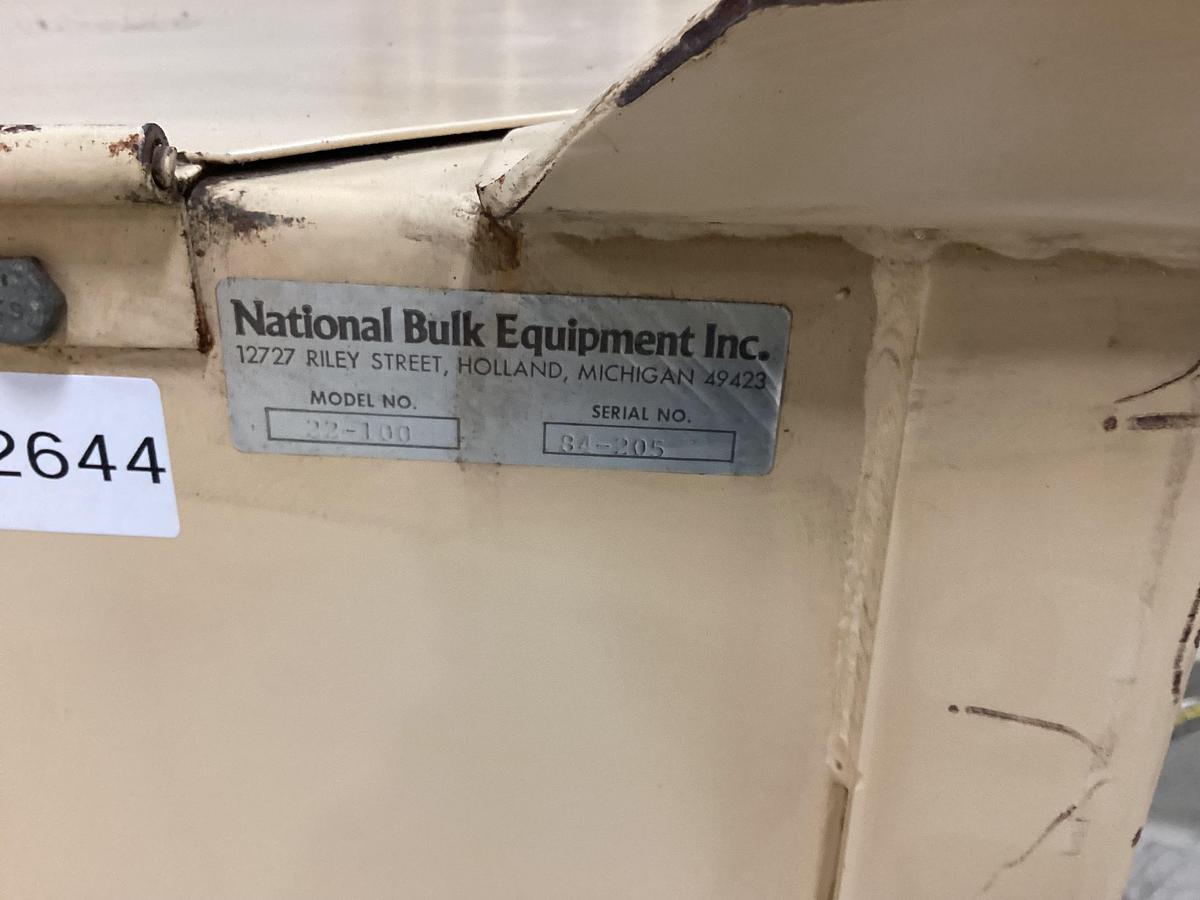 National Bulk Equipment Inc.
12727 RILEY STREET, HOLLAND, MICHIGAN 49423
MODEL NO.
SERIAL NO.
22-100
84-205
2644